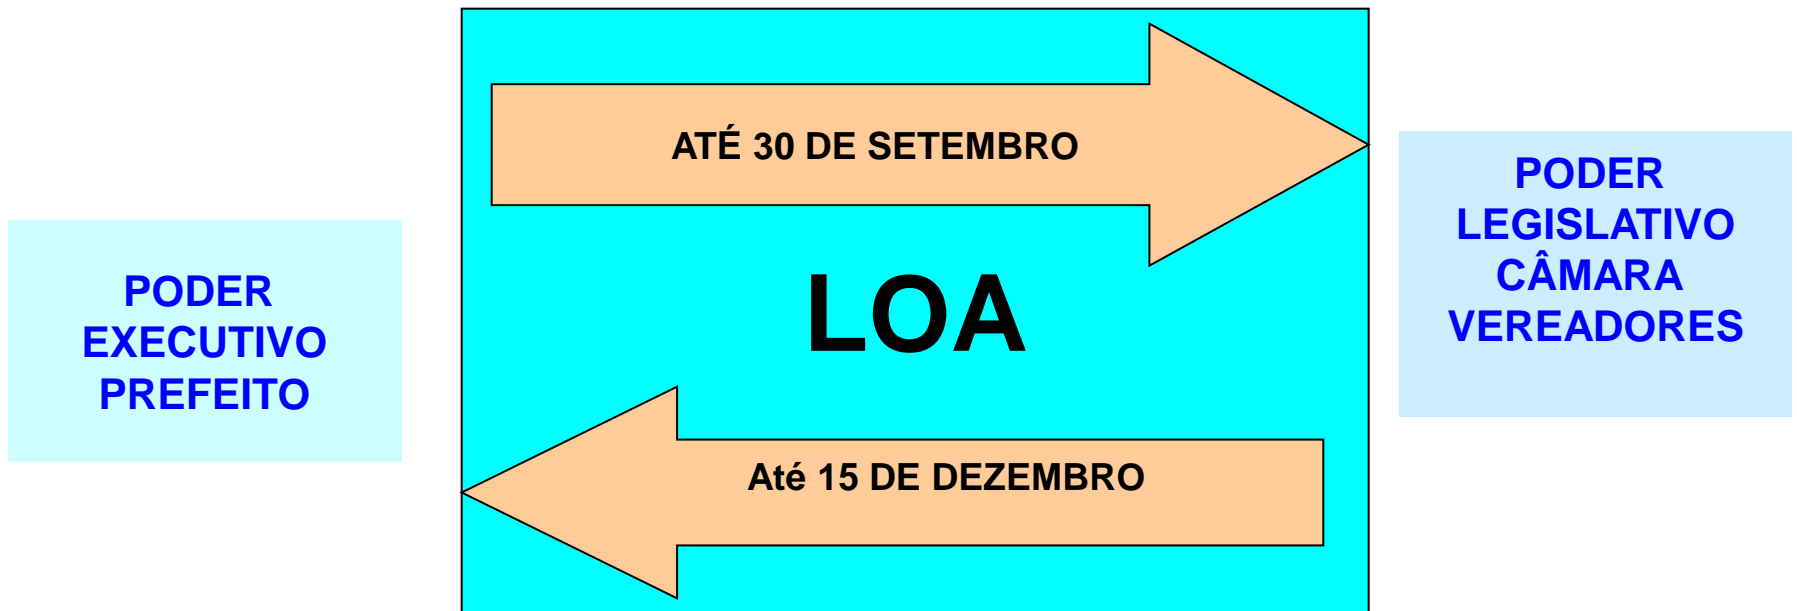 PODER
EXECUTIVO
PREFEITO
ATÉ 30 DE SETEMBRO
LOA
Até 15 DE DEZEMBRO
PODER
LEGISLATIVO
CÂMARA
VEREADORES